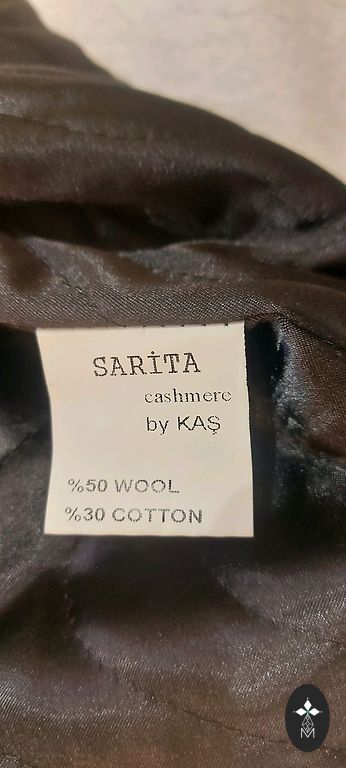 SARİTA
cashmere
by KAŞ
%50 WOOL
%30 COTTON